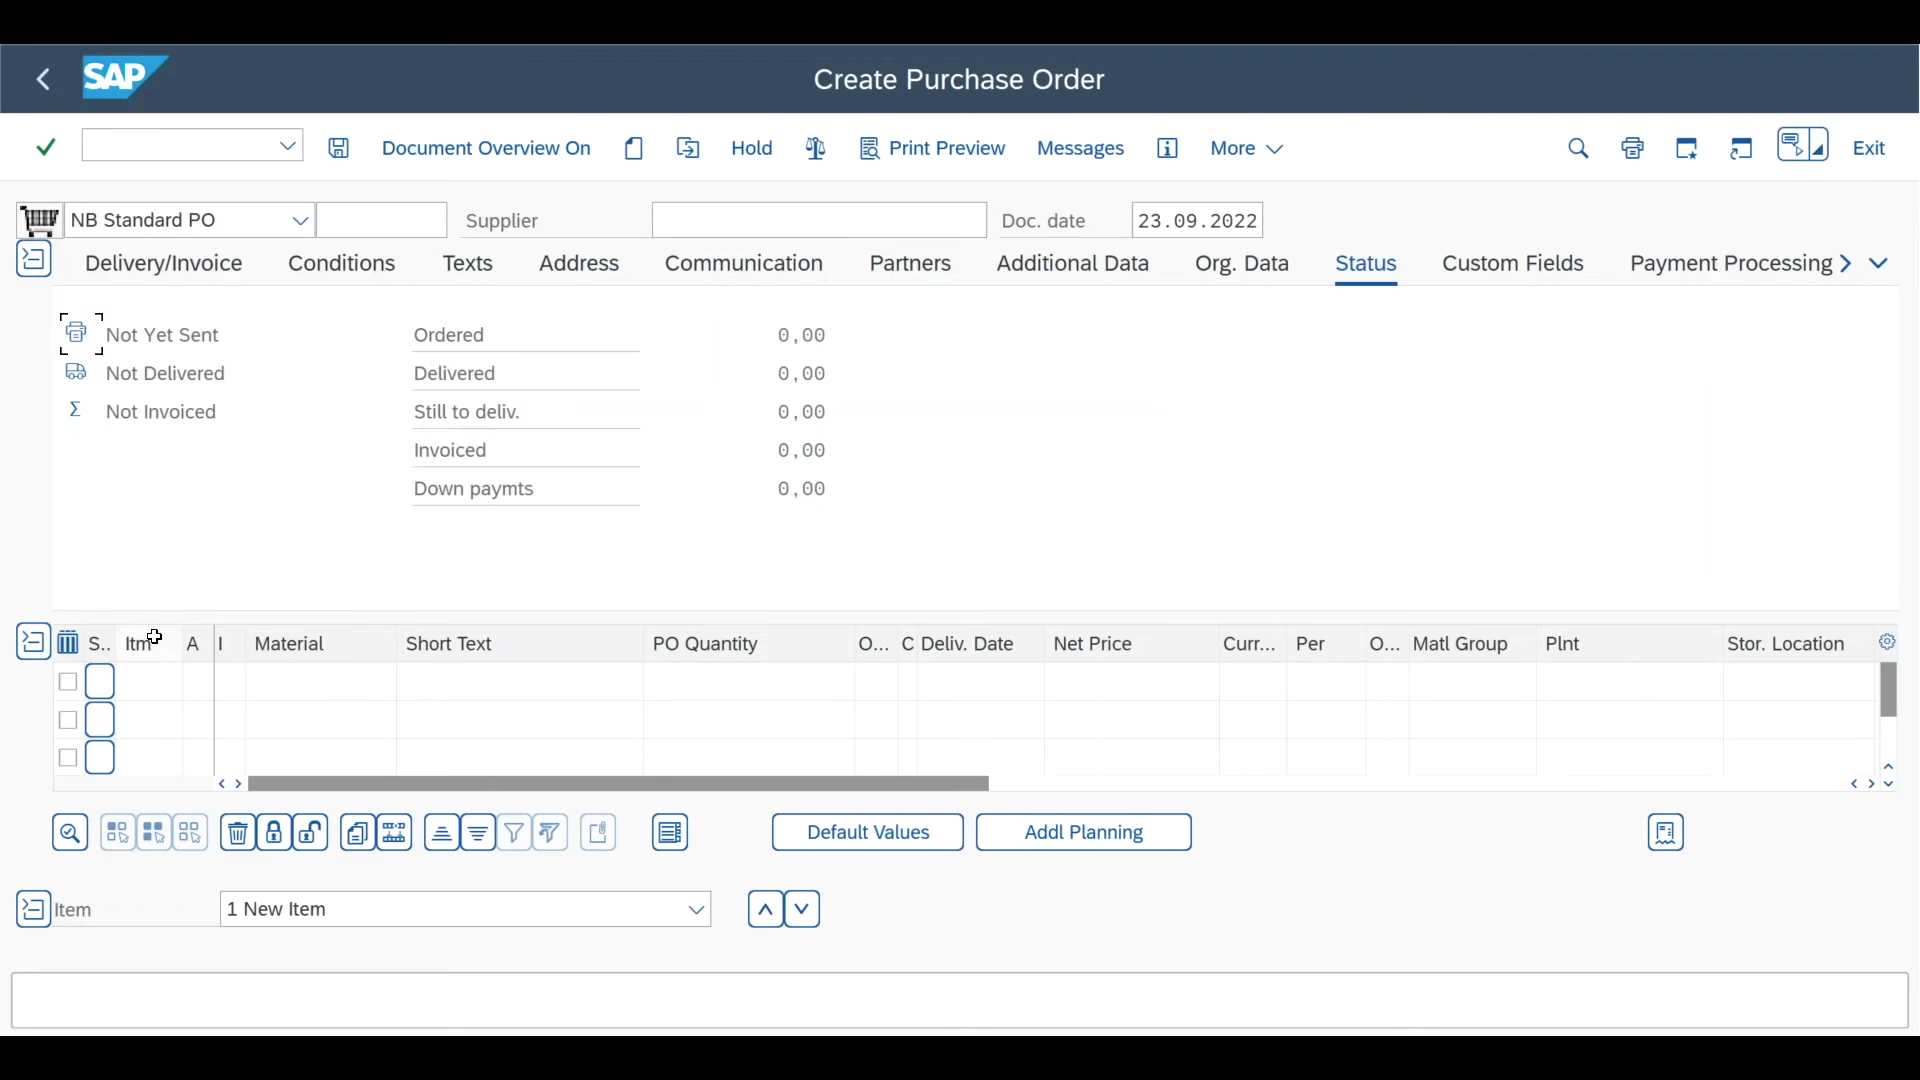 SAP
Create Purchase Order
Document Overview On Hold Print Preview Messages More Exit
NB Standard PO Supplier Doc. date 23.09.2022
Delivery/Invoice Conditions Texts Address Communication Partners Additional Data Org. Data Status Custom Fields Payment Processing
Not Yet Sent Ordered 0,00
Not Delivered Delivered 0,00
Σ Not Invoiced Still to deliv. 0,00
Invoiced 0,00
Down paymts 0,00
S.. Itm A I Material Short Text PO Quantity O... C Deliv. Date Net Price Curr... Per O... Matl Group Plnt Stor. Location
Default Values Addl Planning
Item 1 New Item